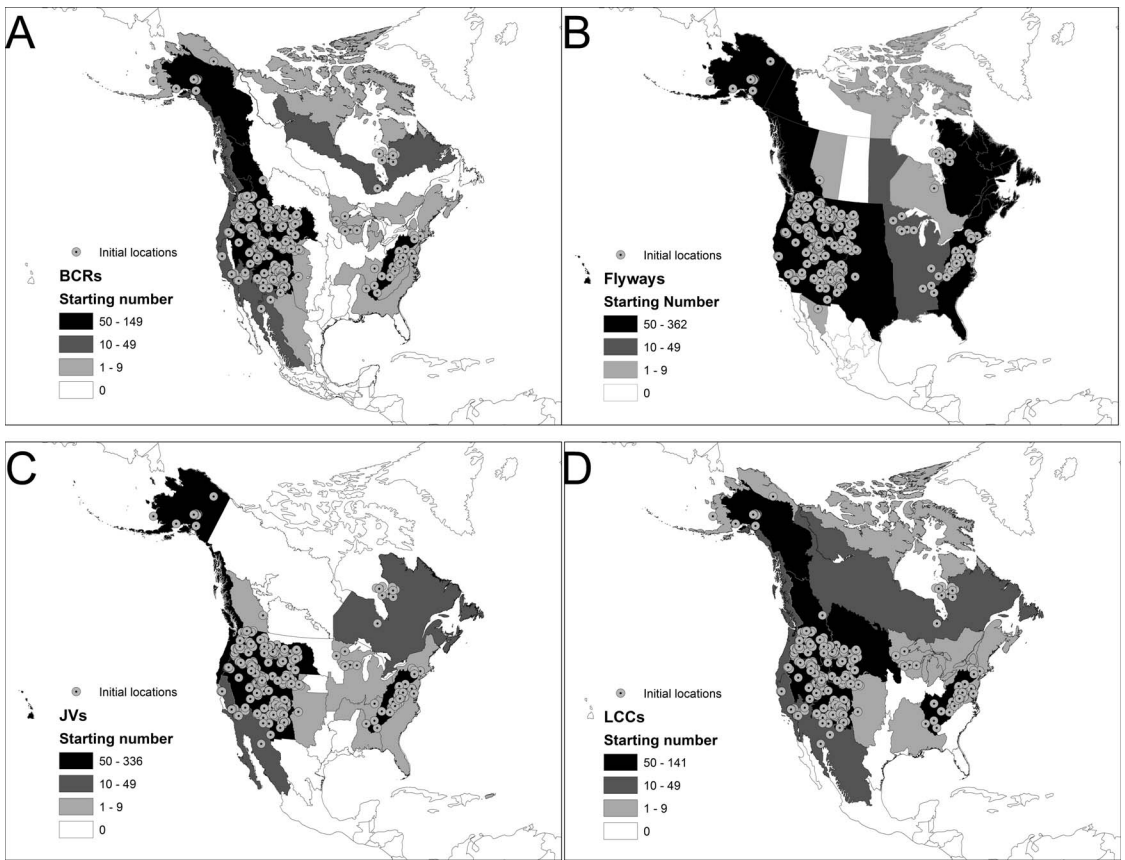 A
Initial locations
BCRs
Starting number
50 - 149
10 - 49
1 - 9
0
B
Initial locations
Flyways
Starting Number
50 - 362
10 - 49
1 - 9
0
C
Initial locations
JVs
Starting number
50 - 336
10 - 49
1 - 9
0
D
Initial locations
LCCs
Starting number
50 - 141
10 - 49
1 - 9
0